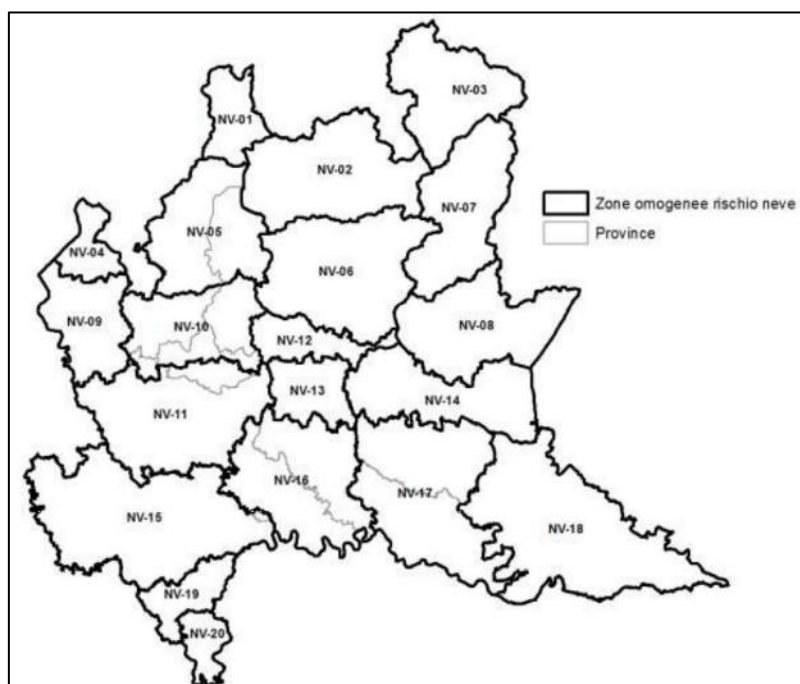 NV-03
NV-01
NV-02
NV-07
Zone omogenee rischio neve
Province
NV-05
NV-04
NV-06
NV-09
NV-10
NV-08
NV-12
NV-13
NV-14
NV-11
NV-16
NV-17
NV-15
NV-18
NV-19
NV-20